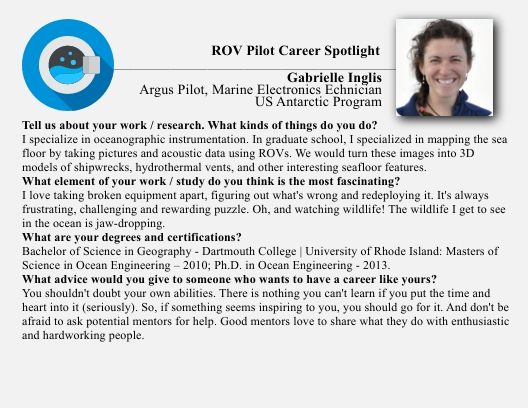 ROV Pilot Career Spotlight
Gabrielle Inglis
Argus Pilot, Marine Electronics Echnician
US Antarctic Program
Tell us about your work / research. What kinds of things do you do?
I specialize in oceanographic instrumentation. In graduate school, I specialized in mapping the sea
floor by taking pictures and acoustic data using ROVs. We would turn these images into 3D
models of shipwrecks, hydrothermal vents, and other interesting seafloor features.
What element of your work / study do you think is the most fascinating?
I love taking broken equipment apart, figuring out what's wrong and redeploying it. It's always
frustrating, challenging and rewarding puzzle. Oh, and watching wildlife! The wildlife I get to see
in the ocean is jaw-dropping.
What are your degrees and certifications?
Bachelor of Science in Geography - Dartmouth College | University of Rhode Island: Masters of
Science in Ocean Engineering – 2010; Ph.D. in Ocean Engineering - 2013.
What advice would you give to someone who wants to have a career like yours?
You shouldn't doubt your own abilities. There is nothing you can't learn if you put the time and
heart into it (seriously). So, if something seems inspiring to you, you should go for it. And don't be
afraid to ask potential mentors for help. Good mentors love to share what they do with enthusiastic
and hardworking people.